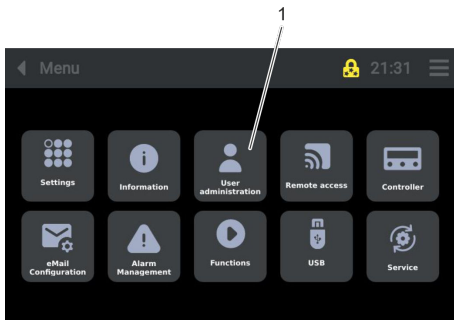 1
Menu 21:31
Settings Information User administration Remote access Controller
eMail Configuration Alarm Management Functions USB Service